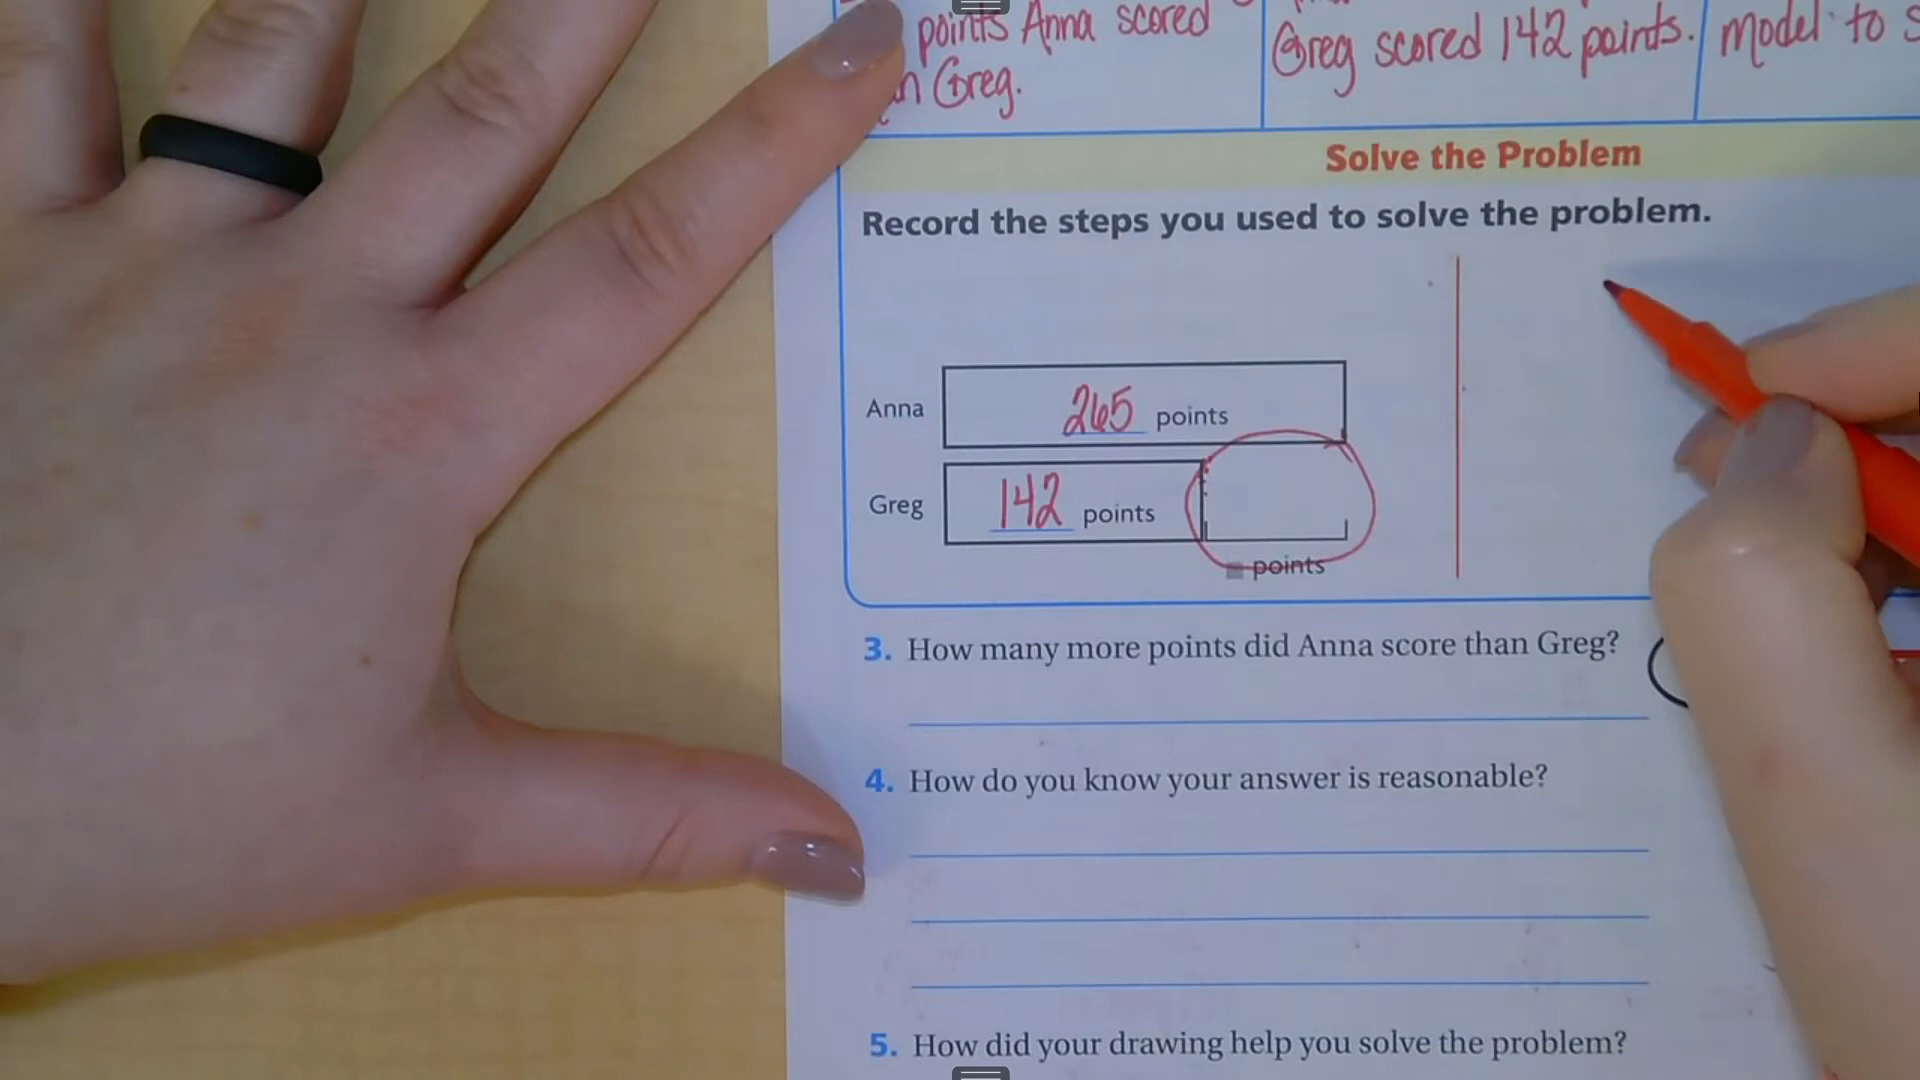 points Anna scored
Greg scored 142 points.
model to
n Greg.
Solve the Problem
Record the steps you used to solve the problem.
Anna 265 points
Greg 142 points
points
3. How many more points did Anna score than Greg?
4. How do you know your answer is reasonable?
5. How did your drawing help you solve the problem?